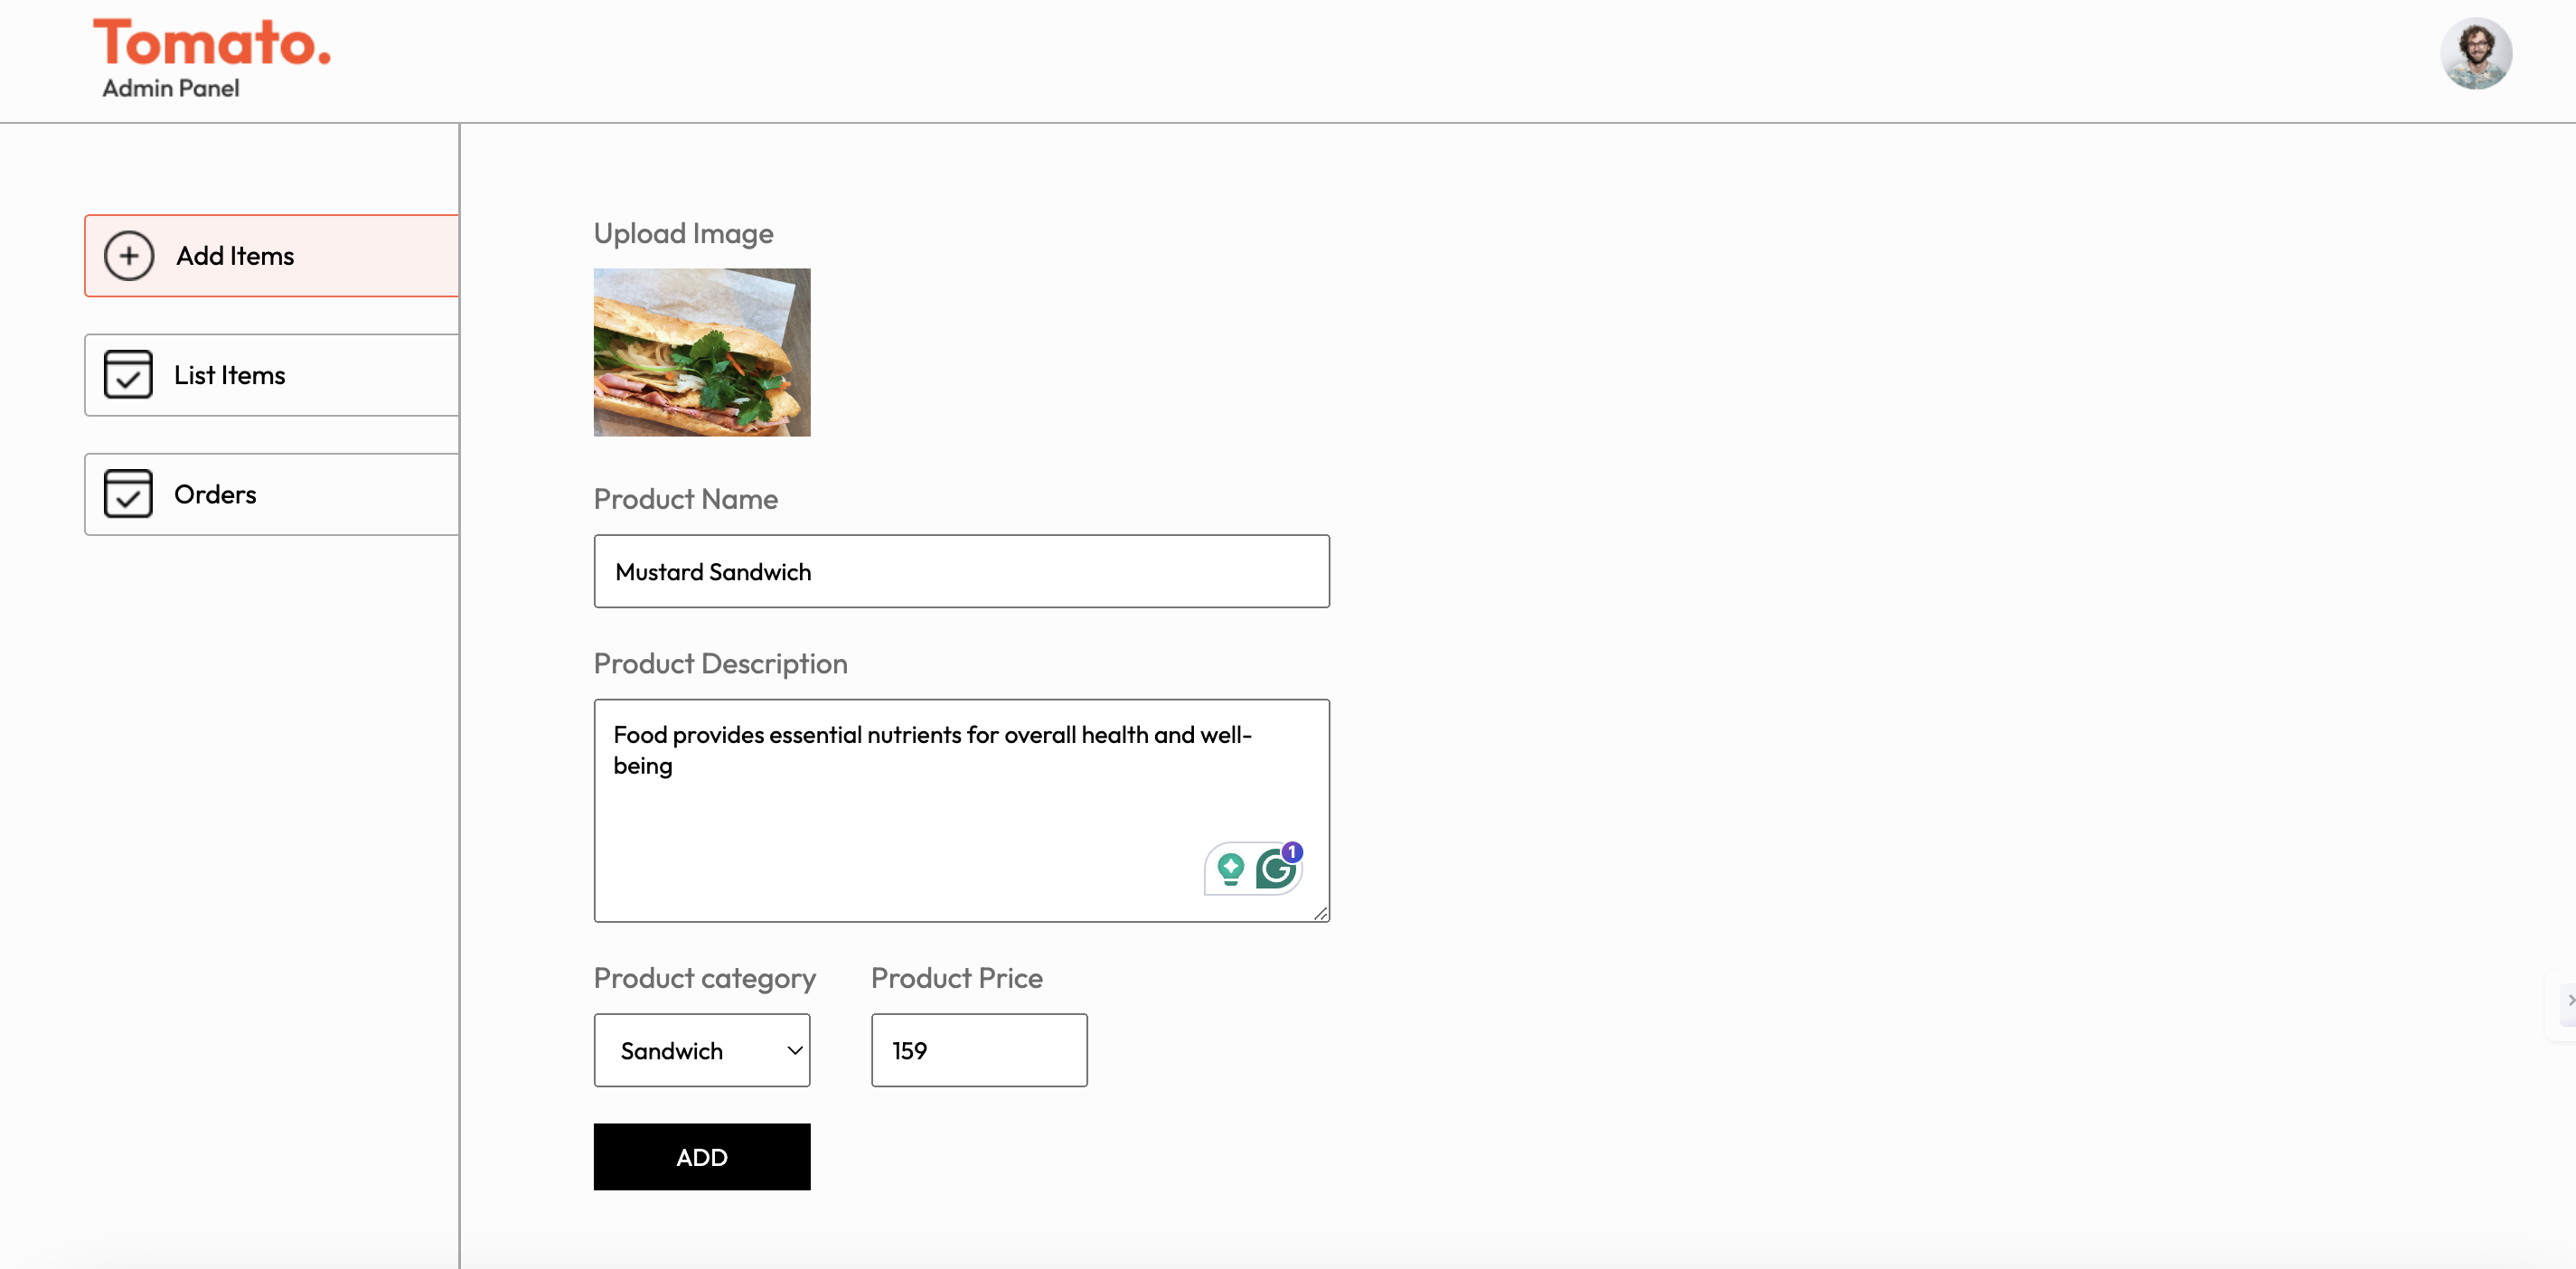 Tomato.
Admin Panel
Add Items
List Items
Orders
Upload Image
Product Name
Mustard Sandwich
Product Description
Food provides essential nutrients for overall health and well-
being
1
Product category
Product Price
Sandwich
159
ADD